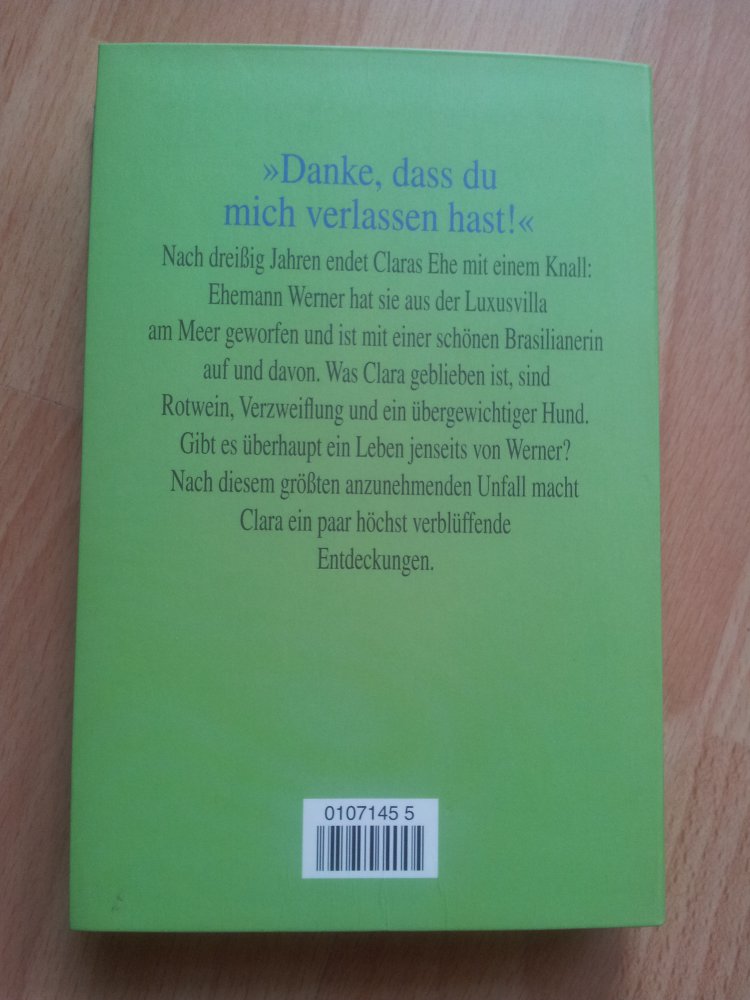 »Danke, dass du
mich verlassen hast!«
Nach dreißig Jahren endet Claras Ehe mit einem Knall:
Ehemann Werner hat sie aus der Luxusvilla
am Meer geworfen und ist mit einer schönen Brasilianerin
auf und davon. Was Clara geblieben ist, sind
Rotwein, Verzweiflung und ein übergewichtiger Hund.
Gibt es überhaupt ein Leben jenseits von Werner?
Nach diesem größten anzunehmenden Unfall macht
Clara ein paar höchst verblüffende
Entdeckungen.
0107145 5